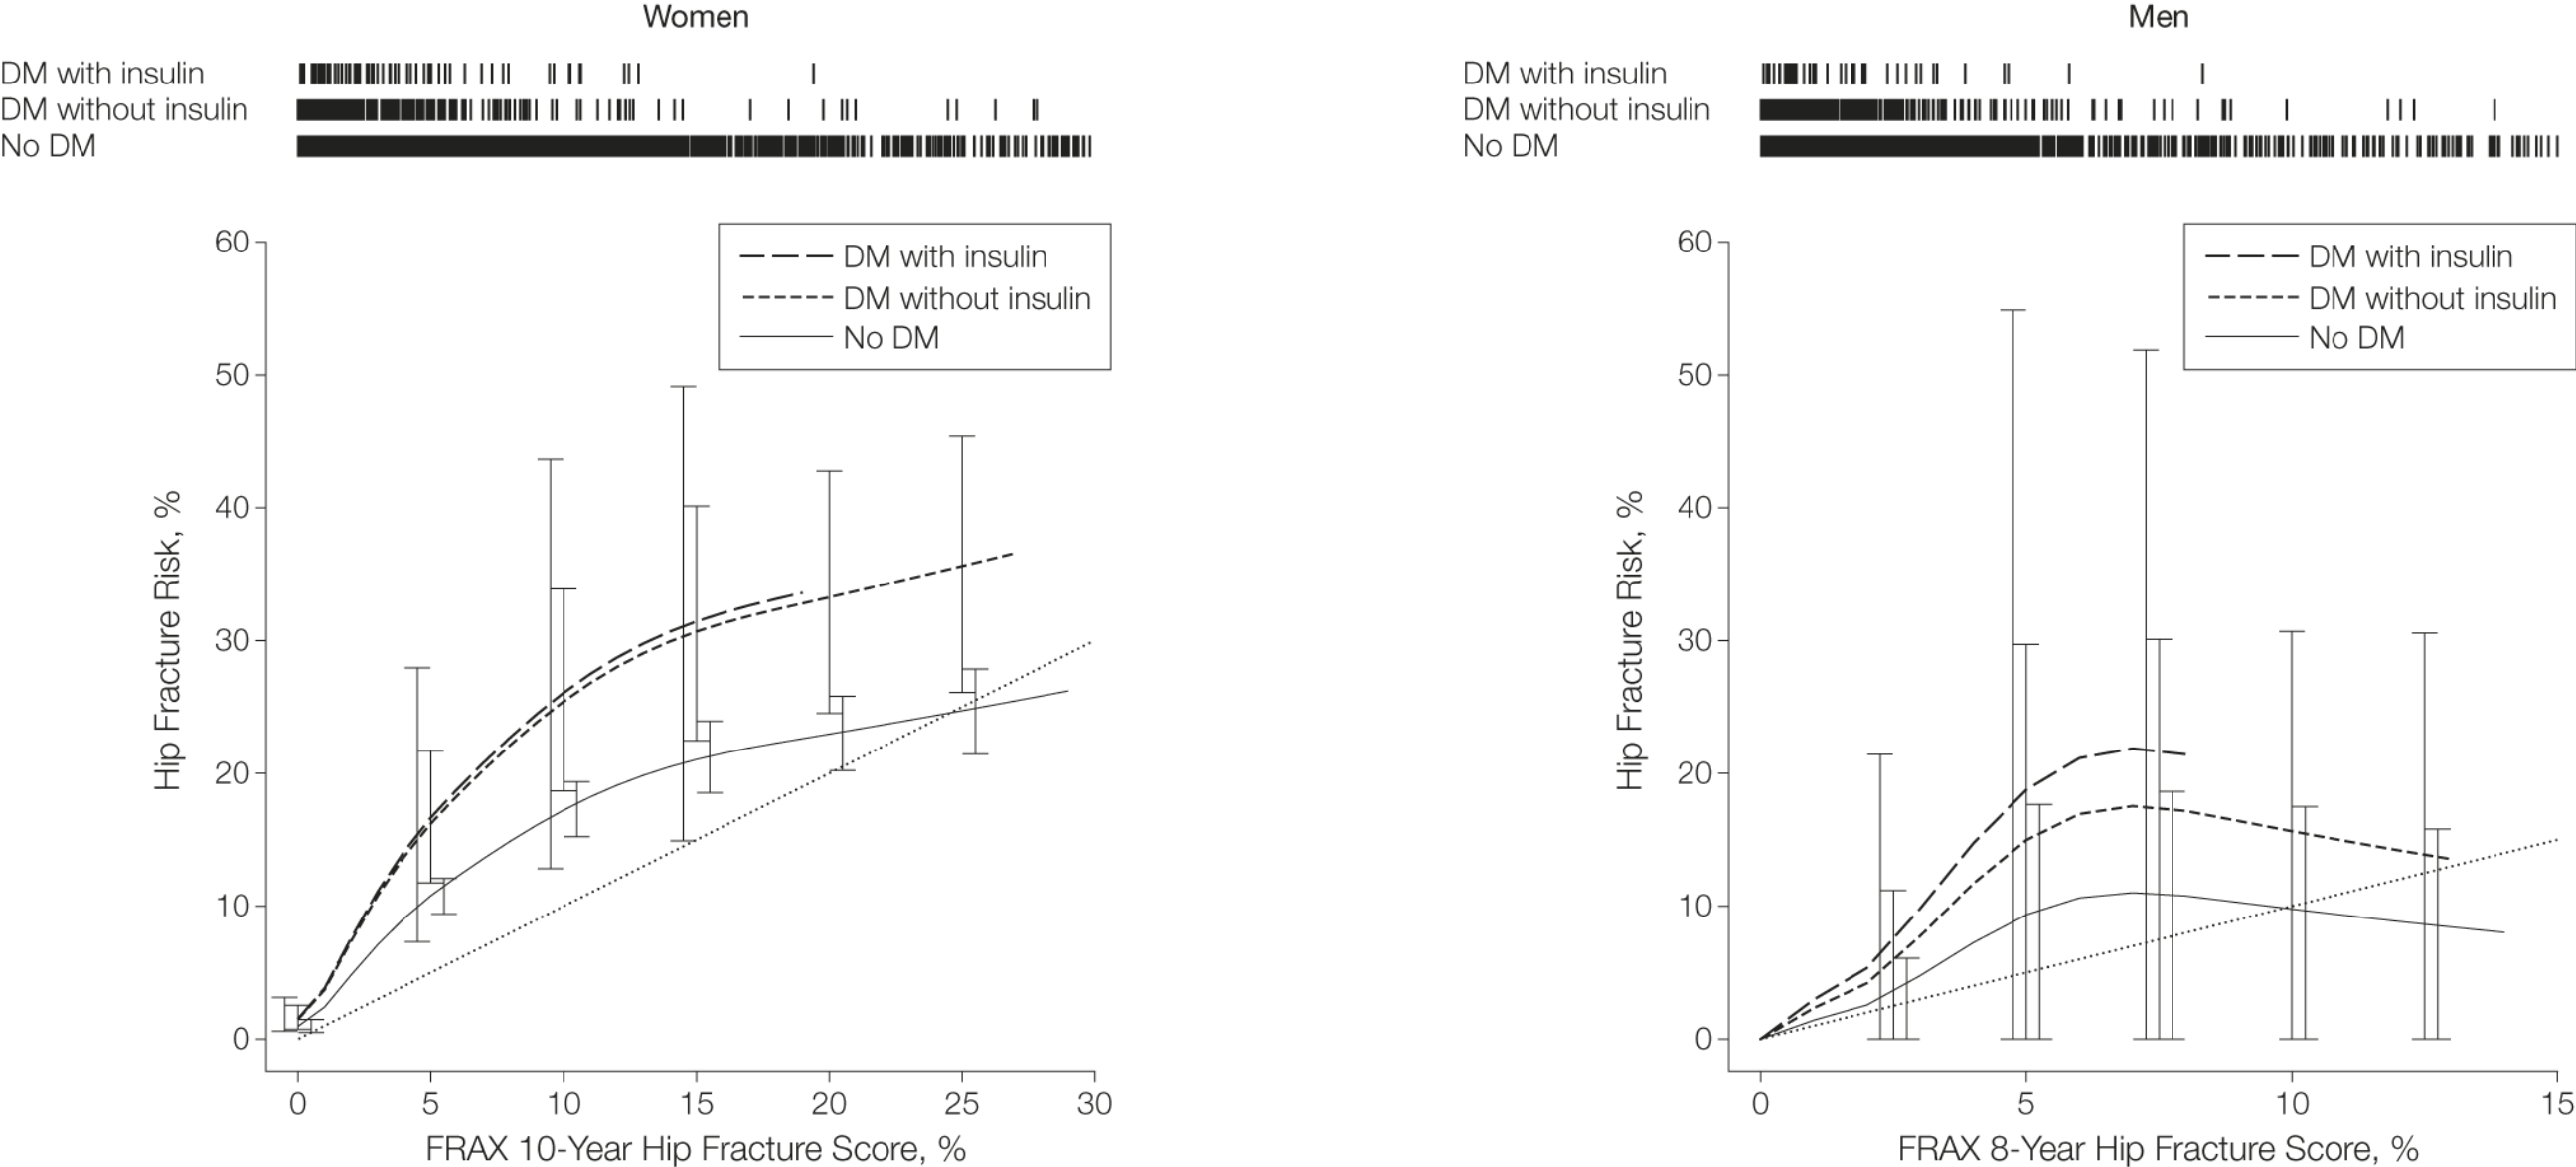 Women
DM with insulin
DM without insulin
No DM
60
50
40
30
20
10
0
Hip Fracture Risk, %
DM with insulin
DM without insulin
No DM
0 5 10 15 20 25 30
FRAX 10-Year Hip Fracture Score, %
Men
DM with insulin
DM without insulin
No DM
60
50
40
30
20
10
0
Hip Fracture Risk, %
DM with insulin
DM without insulin
No DM
0 5 10 15
FRAX 8-Year Hip Fracture Score, %